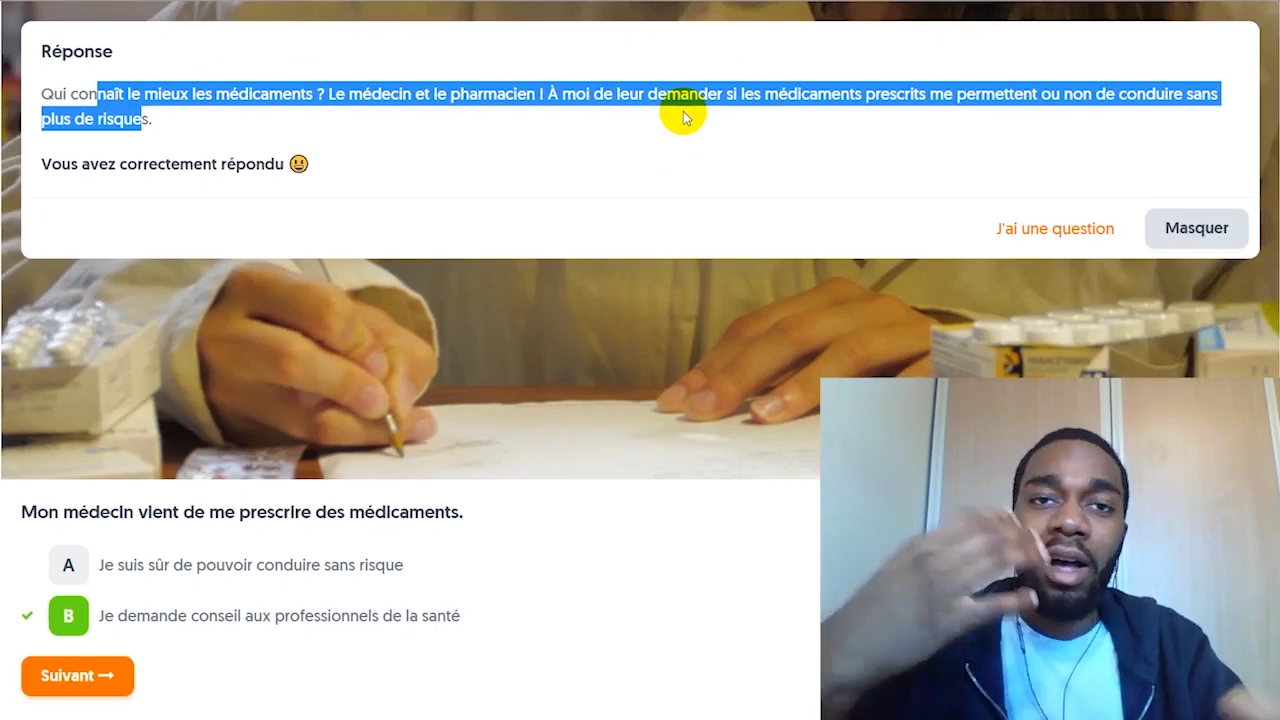 Réponse
Qui connaît le mieux les médicaments ? Le médecin et le pharmacien ! À moi de leur demander si les médicaments prescrits me permettent ou non de conduire sans
plus de risques.
Vous avez correctement répondu 😃
J'ai une question
Masquer
Mon médecin vient de me prescrire des médicaments.
A
Je suis sûr de pouvoir conduire sans risque
B
Je demande conseil aux professionnels de la santé
Suivant →